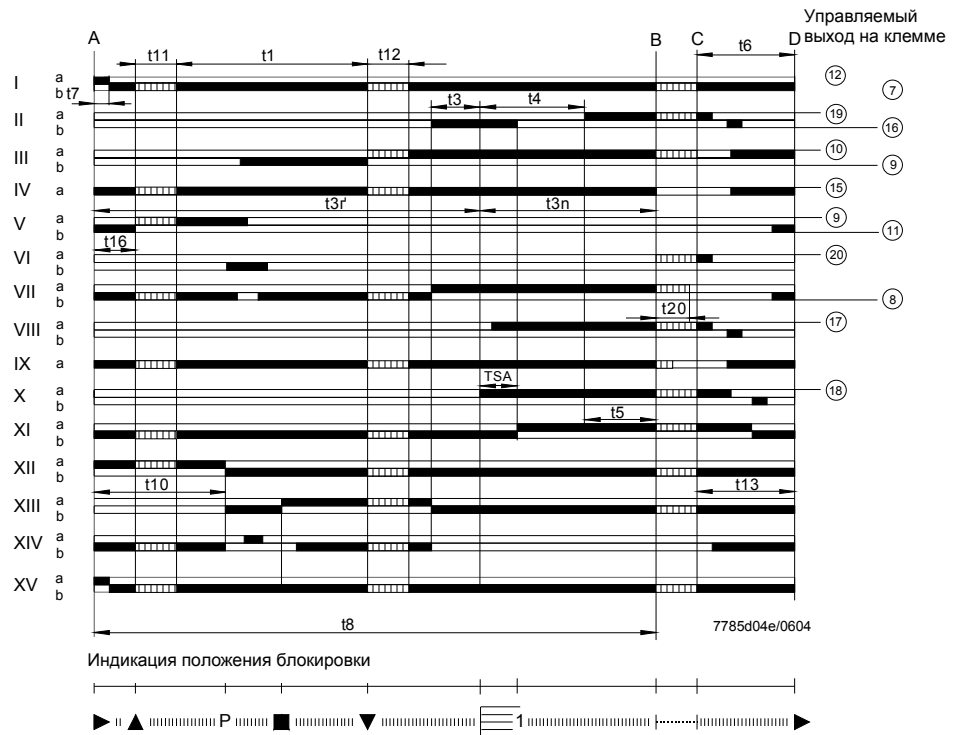 Управляемый
выход на клемме
A B C D
t11 t1 t12 t6
I a b t7 12 7
t3 t4
II a b 19 16
III a b 10 9
IV a 15
t3n
V a b 9 11
t16
VI a b 20
VII a b 8
t20
VIII a b 17
IX a
TSA
X a b 18
t5
XI a b
XII a b
t10 t13
XIII a b
XIV a b
XV a b
t8
7785d04e/0604
Индикация положения блокировки
P 1